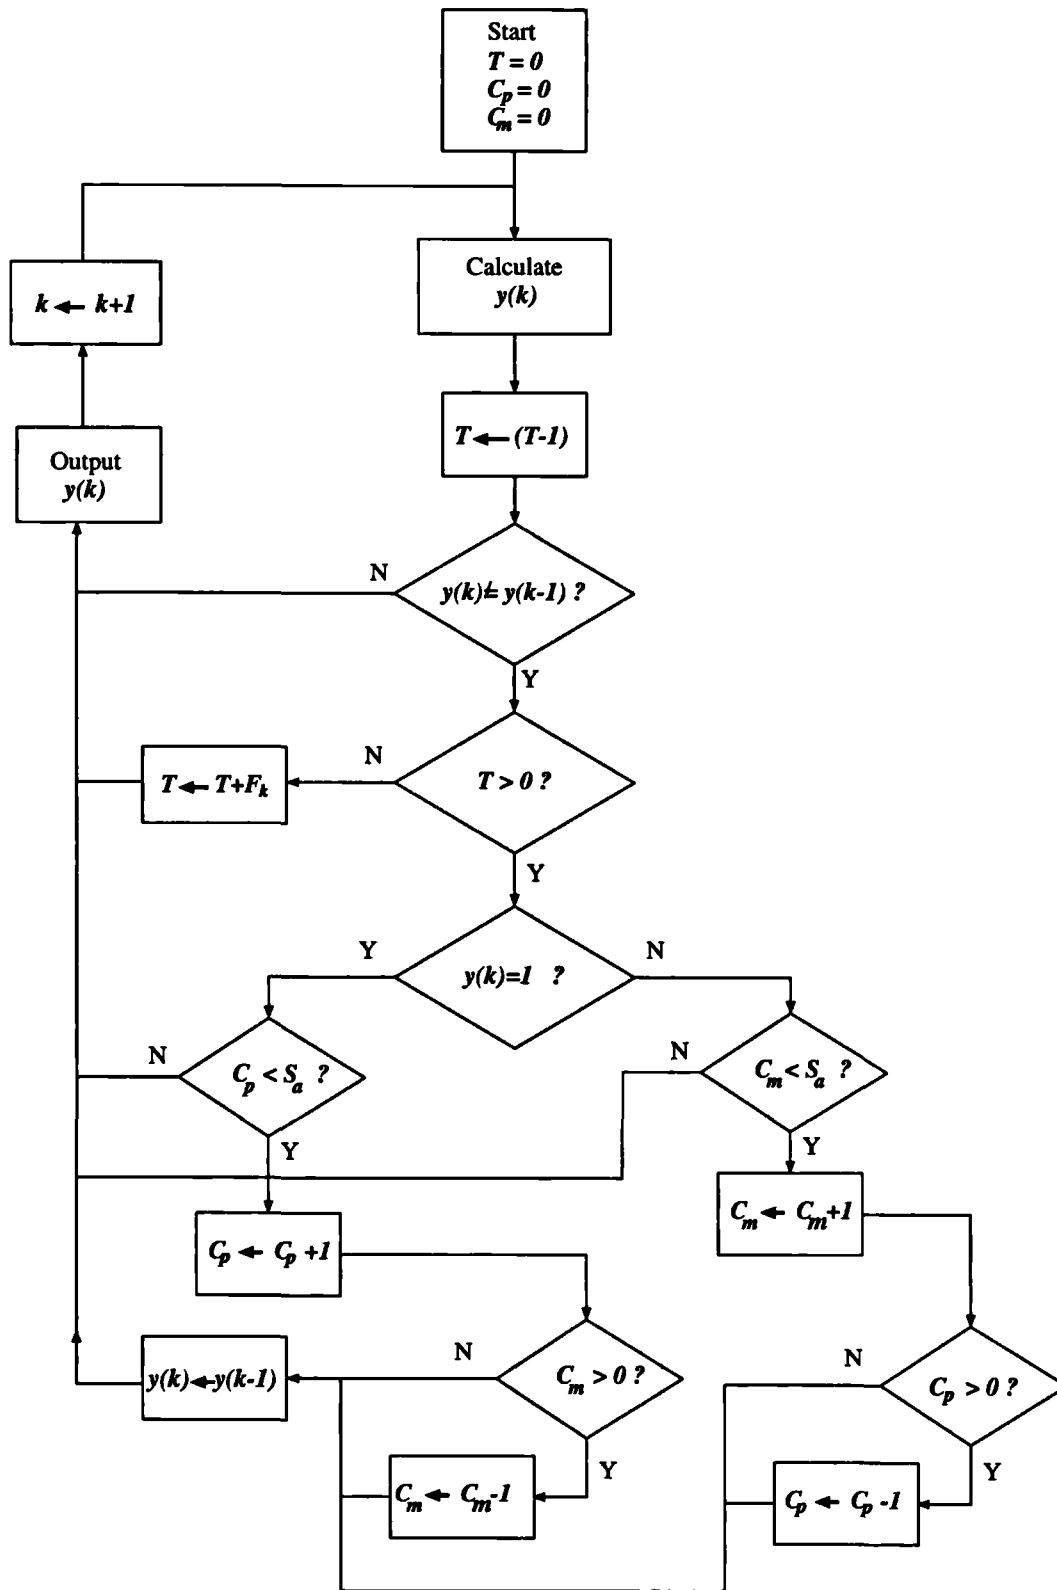 Start
T = 0
Cp = 0
Cm = 0
Calculate
y(k)
k ← k+1
T ← (T-1)
Output
y(k)
N
y(k) ≠ y(k-1) ?
Y
N
T ← T+Fk
T > 0 ?
Y
Y
y(k)=1 ?
N
N
Cp < Sa ?
Y
N
Cm < Sa ?
Y
Cp ← Cp +1
Cm ← Cm+1
y(k) ← y(k-1)
N
Cm > 0 ?
Y
N
Cp > 0 ?
Y
Cm ← Cm-1
Cp ← Cp -1